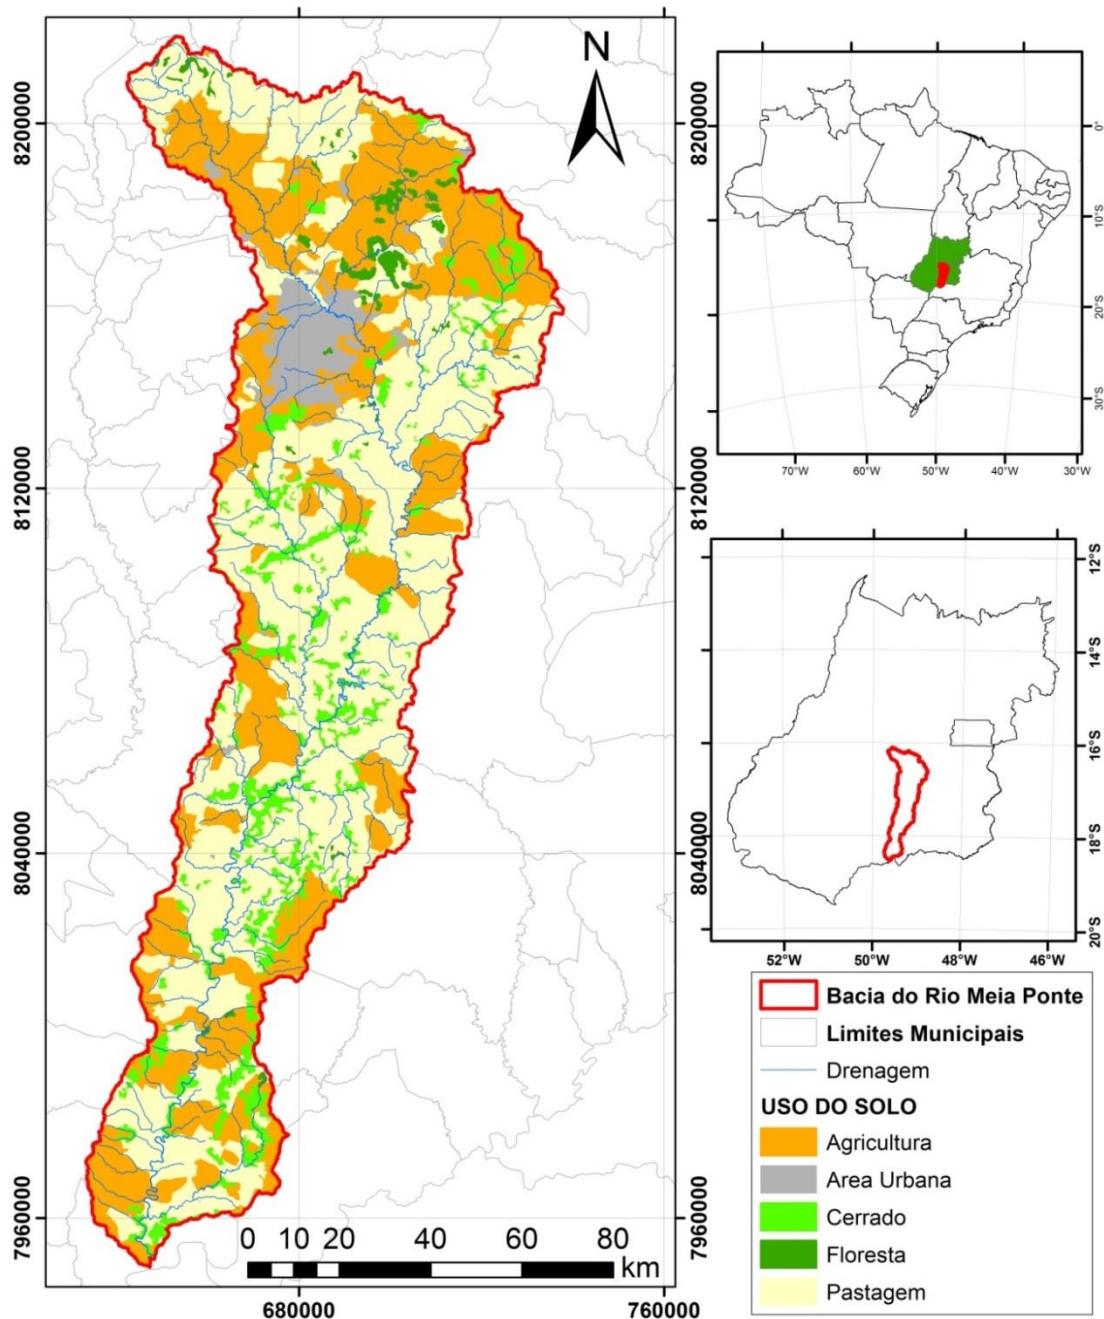 N
8200000
8120000
8040000
7960000
8200000
8120000
8040000
7960000
0 10 20 40 60 80
km
680000
760000
0°
10°S
20°S
30°S
70°W 60°W 50°W 40°W 30°W
12°S
14°S
16°S
18°S
20°S
52°W 50°W 48°W 46°W
Bacia do Rio Meia Ponte
Limites Municipais
Drenagem
USO DO SOLO
Agricultura
Area Urbana
Cerrado
Floresta
Pastagem